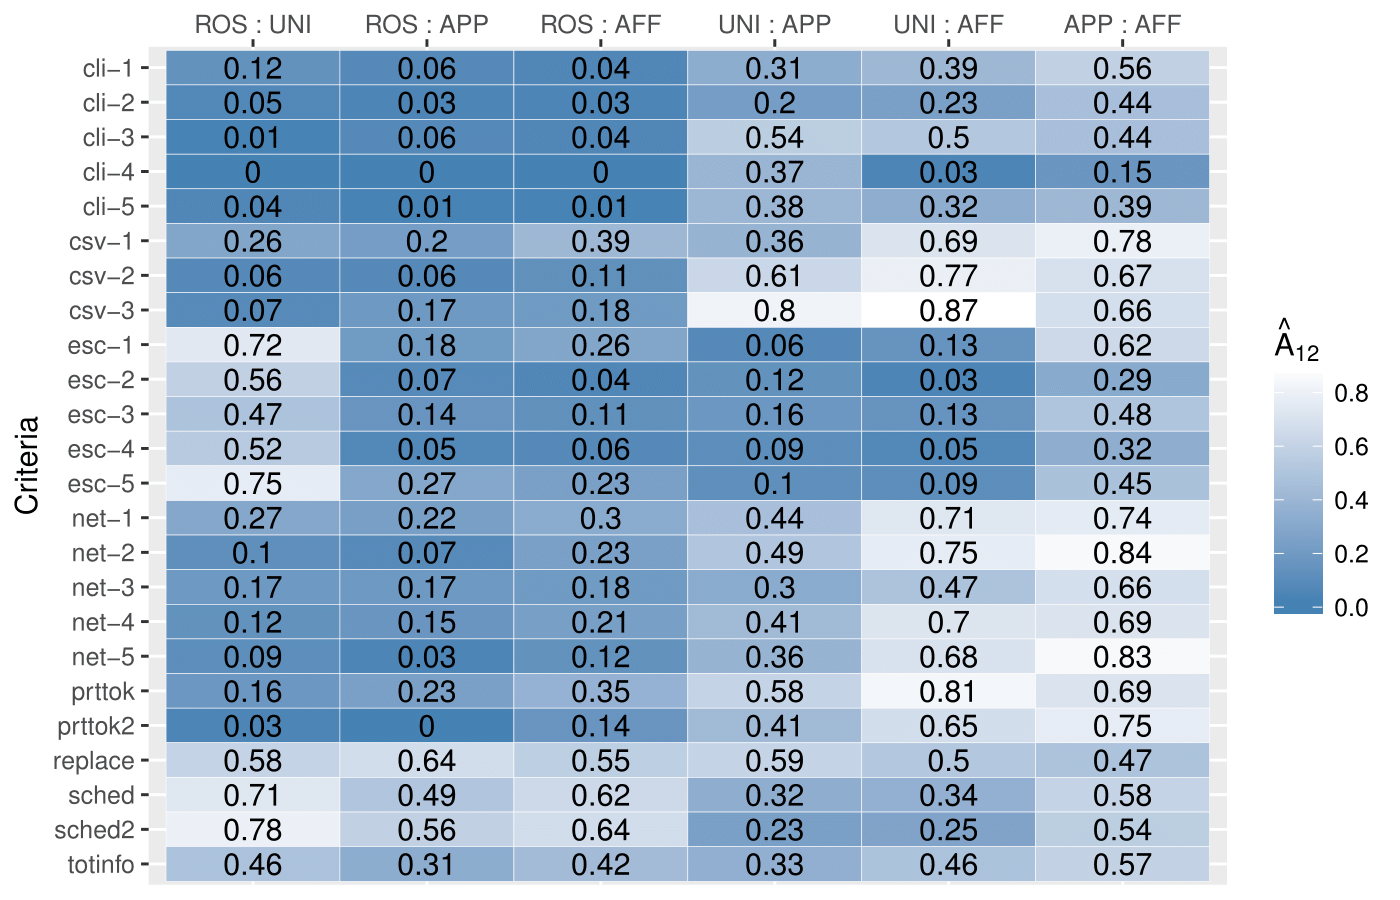 ROS : UNI ROS : APP ROS : AFF UNI : APP UNI : AFF APP : AFF
cli−1 0.12 0.06 0.04 0.31 0.39 0.56
cli−2 0.05 0.03 0.03 0.2 0.23 0.44
cli−3 0.01 0.06 0.04 0.54 0.5 0.44
cli−4 0 0 0 0.37 0.03 0.15
cli−5 0.04 0.01 0.01 0.38 0.32 0.39
csv−1 0.26 0.2 0.39 0.36 0.69 0.78
csv−2 0.06 0.06 0.11 0.61 0.77 0.67
csv−3 0.07 0.17 0.18 0.8 0.87 0.66
esc−1 0.72 0.18 0.26 0.06 0.13 0.62
esc−2 0.56 0.07 0.04 0.12 0.03 0.29
esc−3 0.47 0.14 0.11 0.16 0.13 0.48
esc−4 0.52 0.05 0.06 0.09 0.05 0.32
esc−5 0.75 0.27 0.23 0.1 0.09 0.45
net−1 0.27 0.22 0.3 0.44 0.71 0.74
net−2 0.1 0.07 0.23 0.49 0.75 0.84
net−3 0.17 0.17 0.18 0.3 0.47 0.66
net−4 0.12 0.15 0.21 0.41 0.7 0.69
net−5 0.09 0.03 0.12 0.36 0.68 0.83
prttok 0.16 0.23 0.35 0.58 0.81 0.69
prttok2 0.03 0 0.14 0.41 0.65 0.75
replace 0.58 0.64 0.55 0.59 0.5 0.47
sched 0.71 0.49 0.62 0.32 0.34 0.58
sched2 0.78 0.56 0.64 0.23 0.25 0.54
totinfo 0.46 0.31 0.42 0.33 0.46 0.57
Criteria
Â₁₂
0.8
0.6
0.4
0.2
0.0